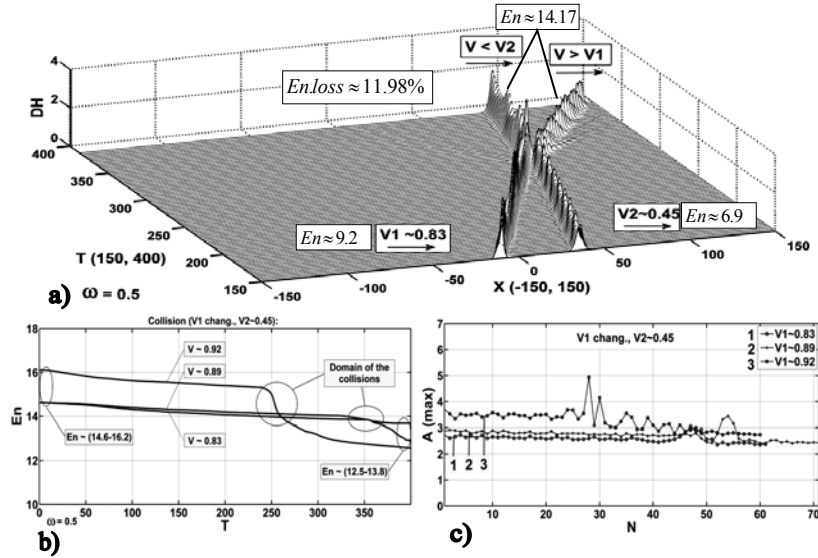 En≈14.17
V < V2
V > V1
En.loss ≈ 11.98%
DH
4
2
0
400
350
300
250
200
150
T (150, 400)
En≈9.2
V1 ~0.83
V2~0.45
En≈6.9
-150
-100
-50
0
50
100
150
X (-150, 150)
a) ω = 0.5
b)
Collision (V1 chang., V2~0.45):
En
18
16
14
12
10
V ~ 0.92
V ~ 0.89
V ~ 0.83
Domain of the collisions
En ~ (14.6-16.2)
En ~ (12.5-13.8)
0
50
100
150
200
250
300
350
T
ω = 0.5
c)
V1 chang., V2~0.45
A (max)
7
6
5
4
3
2
1
0
1 V1~0.83
2 V1~0.89
3 V1~0.92
1 2 3
10
20
30
40
50
60
70
N